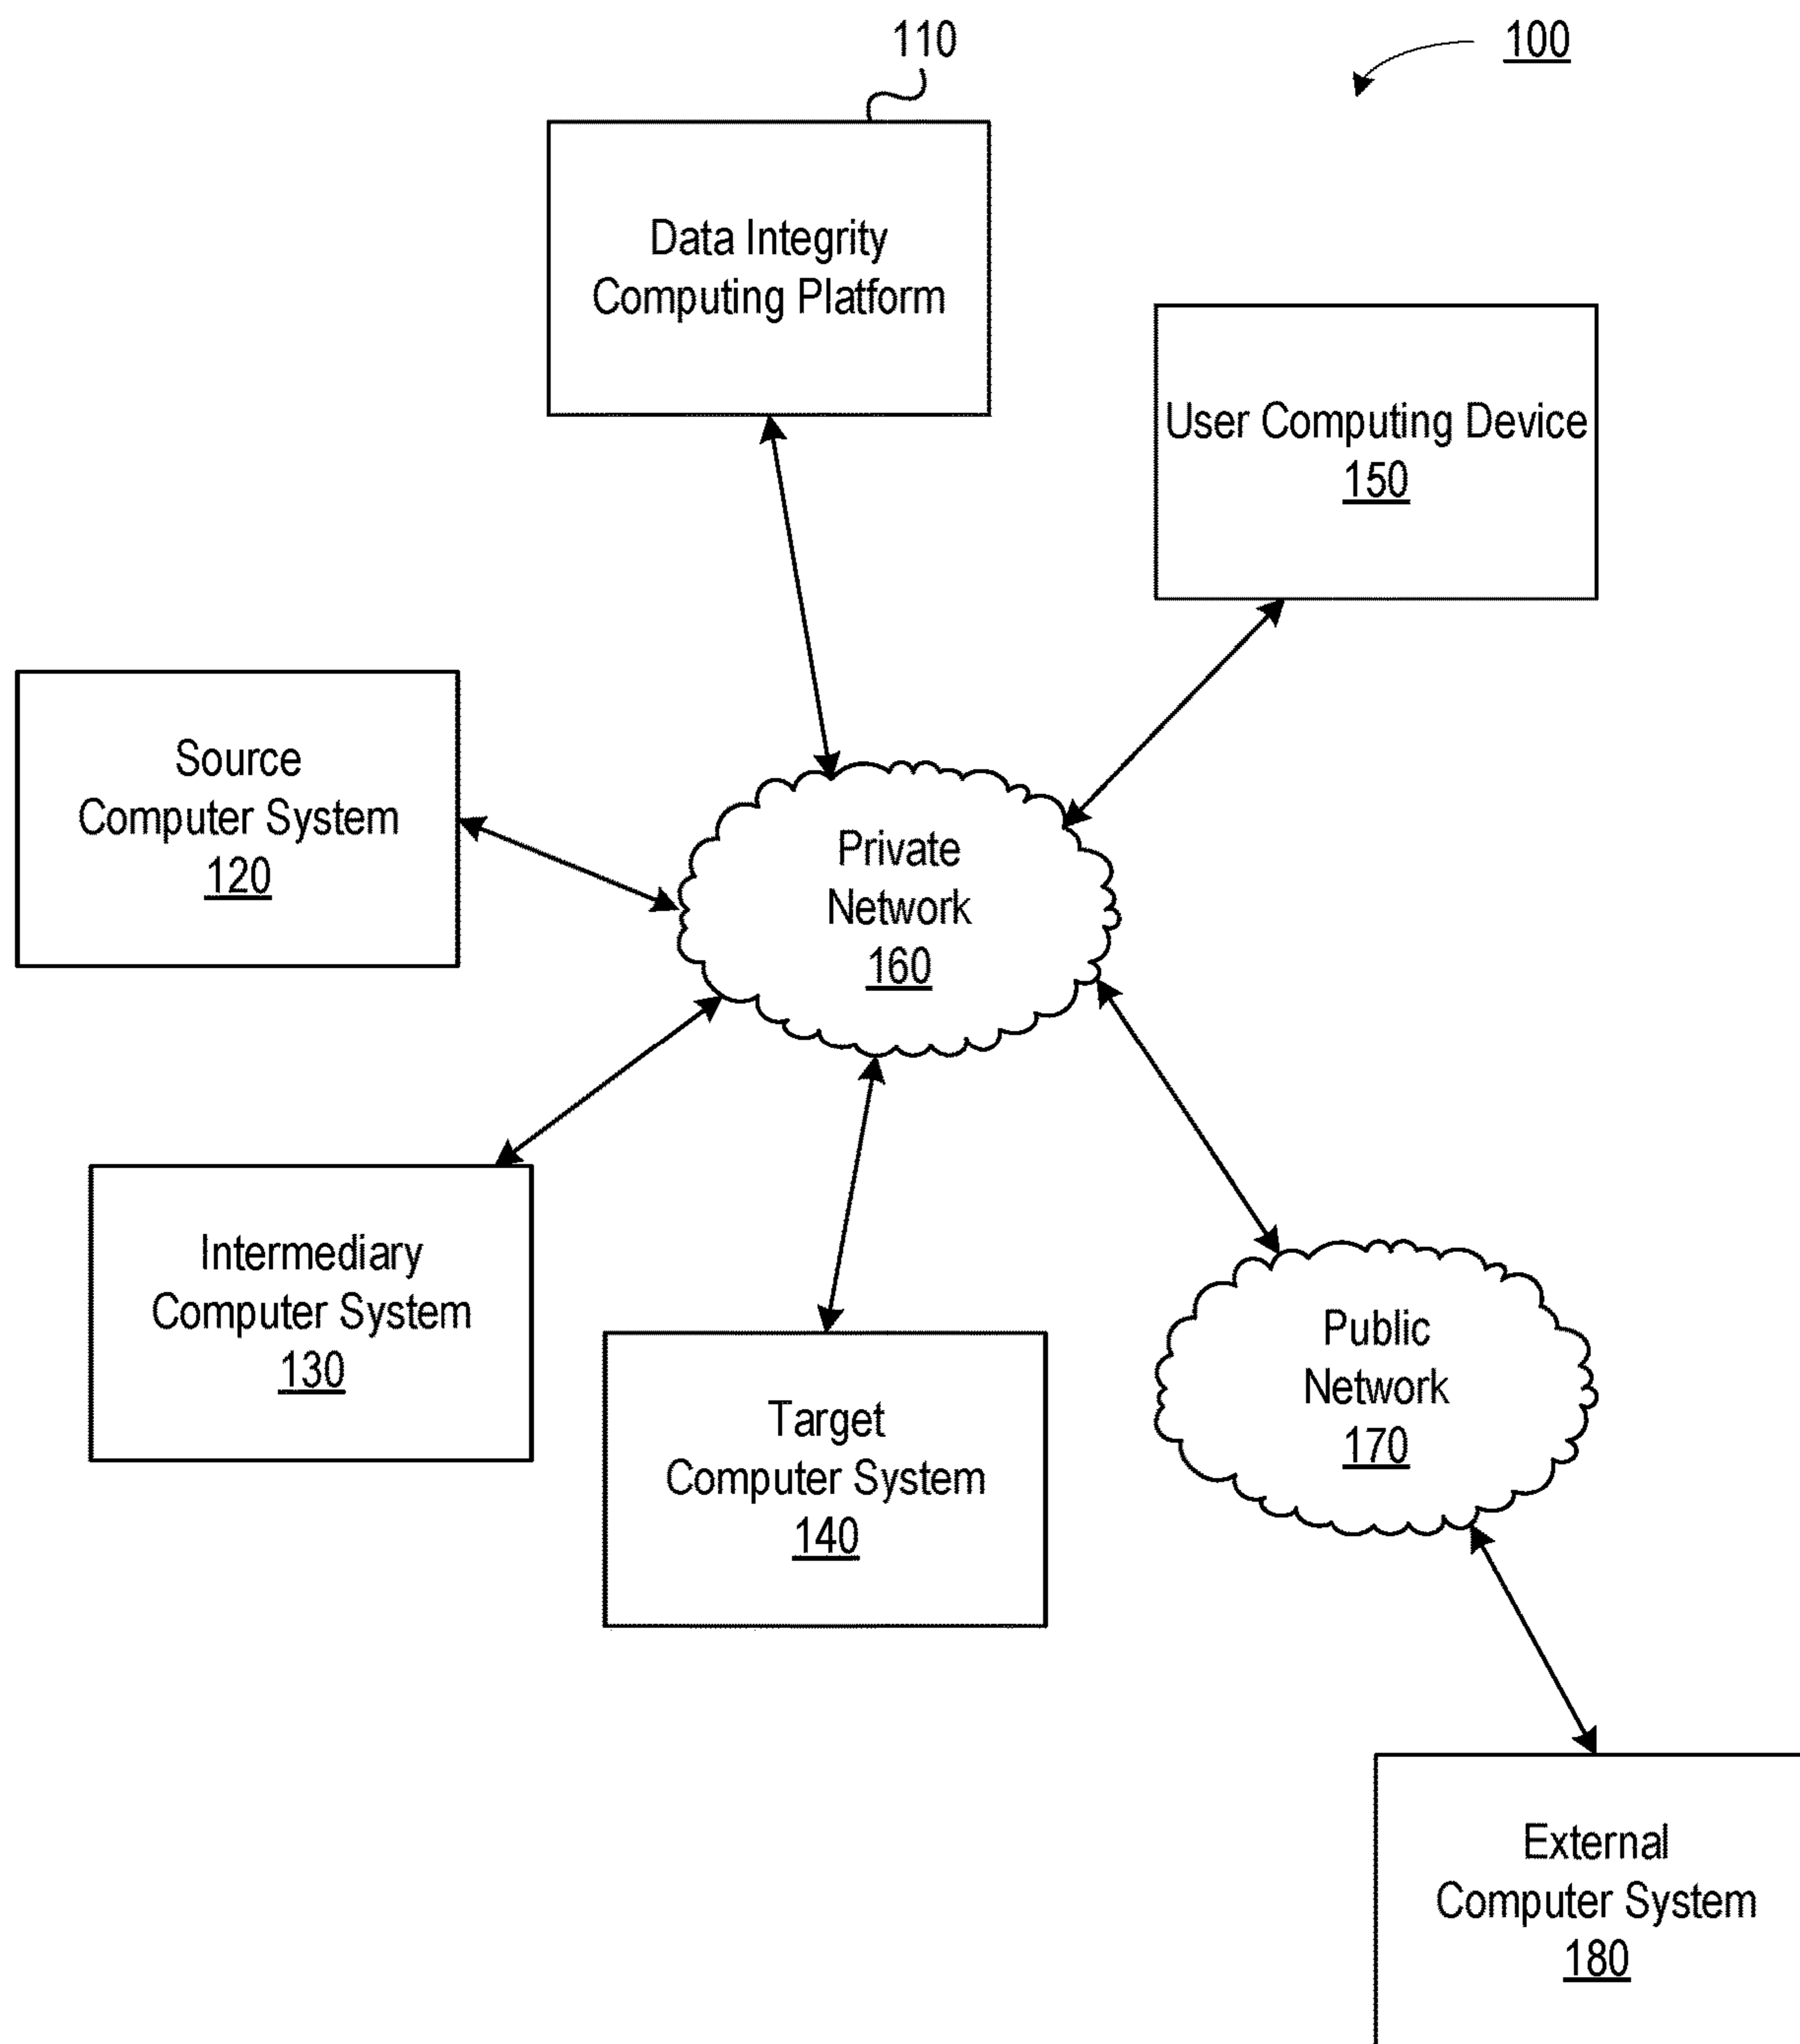 110
100
Data Integrity
Computing Platform
User Computing Device
150
Source
Computer System
120
Private
Network
160
Intermediary
Computer System
130
Target
Computer System
140
Public
Network
170
External
Computer System
180